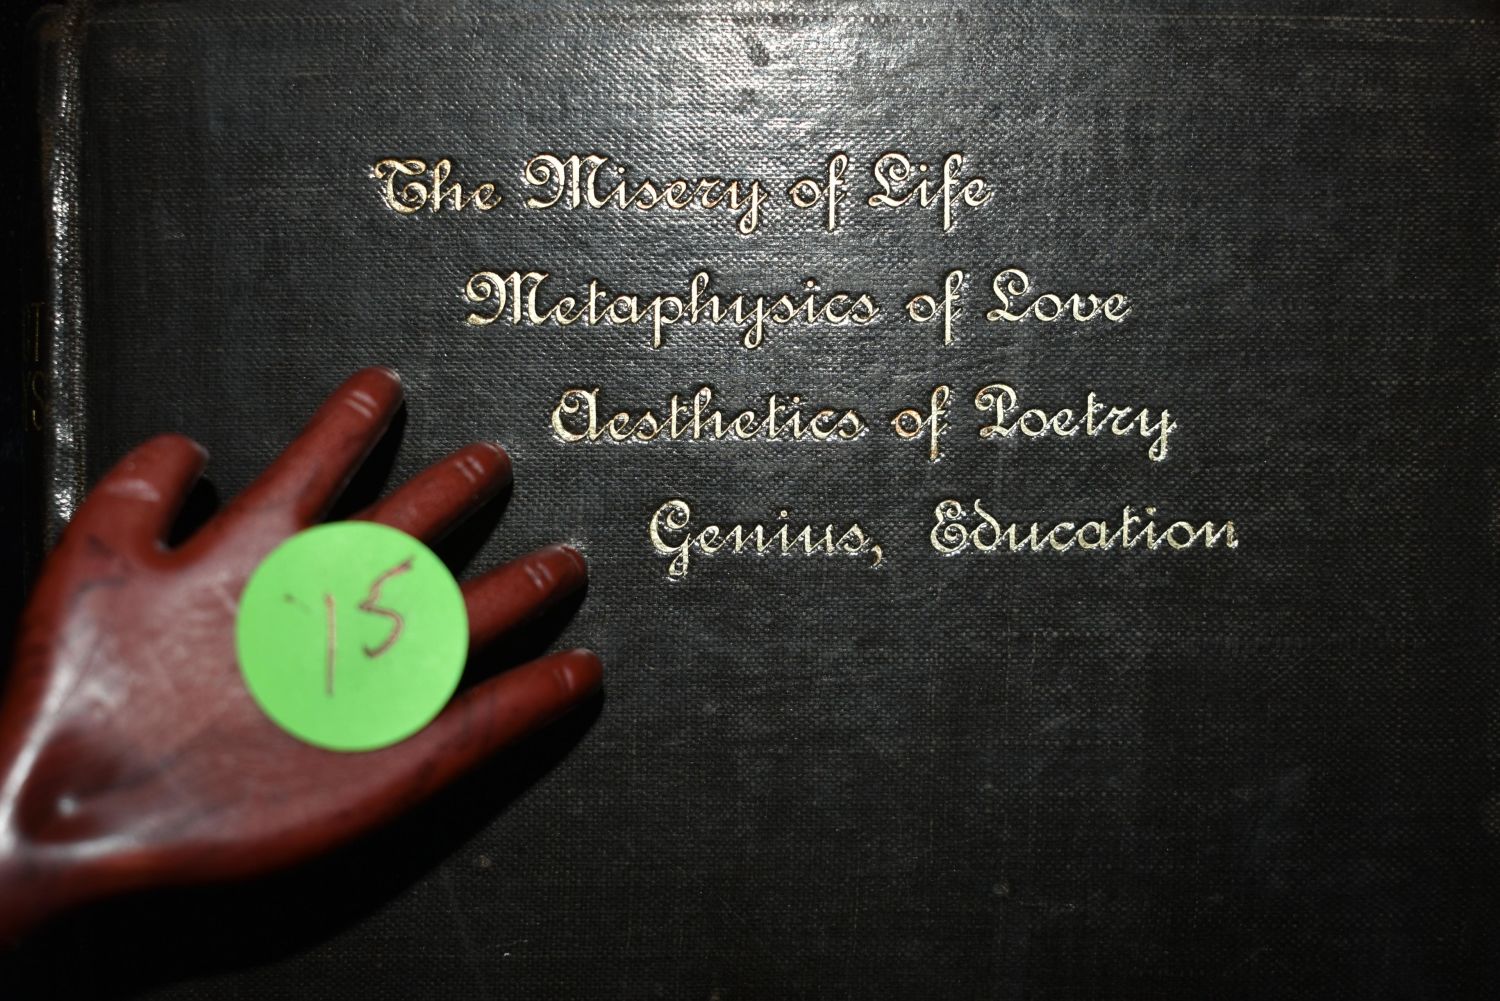 The Misery of Life
Metaphysics of Love
Aesthetics of Poetry
Genius, Education
'15